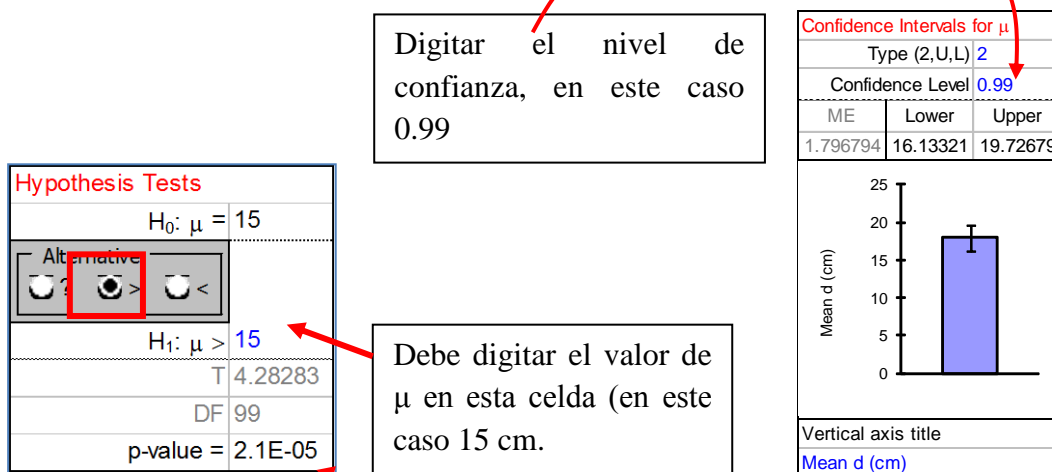 Digitar el nivel de
confianza, en este caso
0.99
Confidence Intervals for μ
Type (2,U,L) 2
Confidence Level 0.99
ME Lower Upper
1.796794 16.13321 19.72679
25
20
15
10
5
0
Mean d (cm)
Vertical axis title
Mean d (cm)
Hypothesis Tests
H₀: μ = 15
Alternative
? > <
H₁: μ > 15
T 4.28283
DF 99
p-value = 2.1E-05
Debe digitar el valor de
μ en esta celda (en este
caso 15 cm.